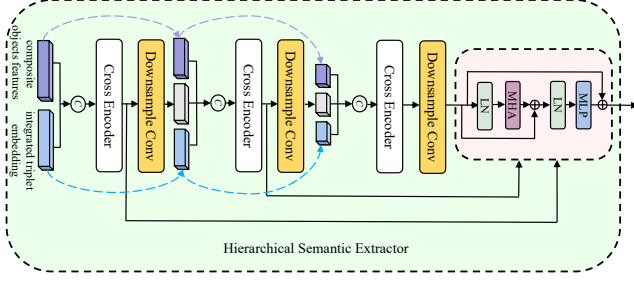 composite
objects features
integrated triplet
embedding
C
Cross Encoder
Downsample Conv
C
Cross Encoder
Downsample Conv
C
Cross Encoder
Downsample Conv
LN
MHA
LN
MLP
Hierarchical Semantic Extractor